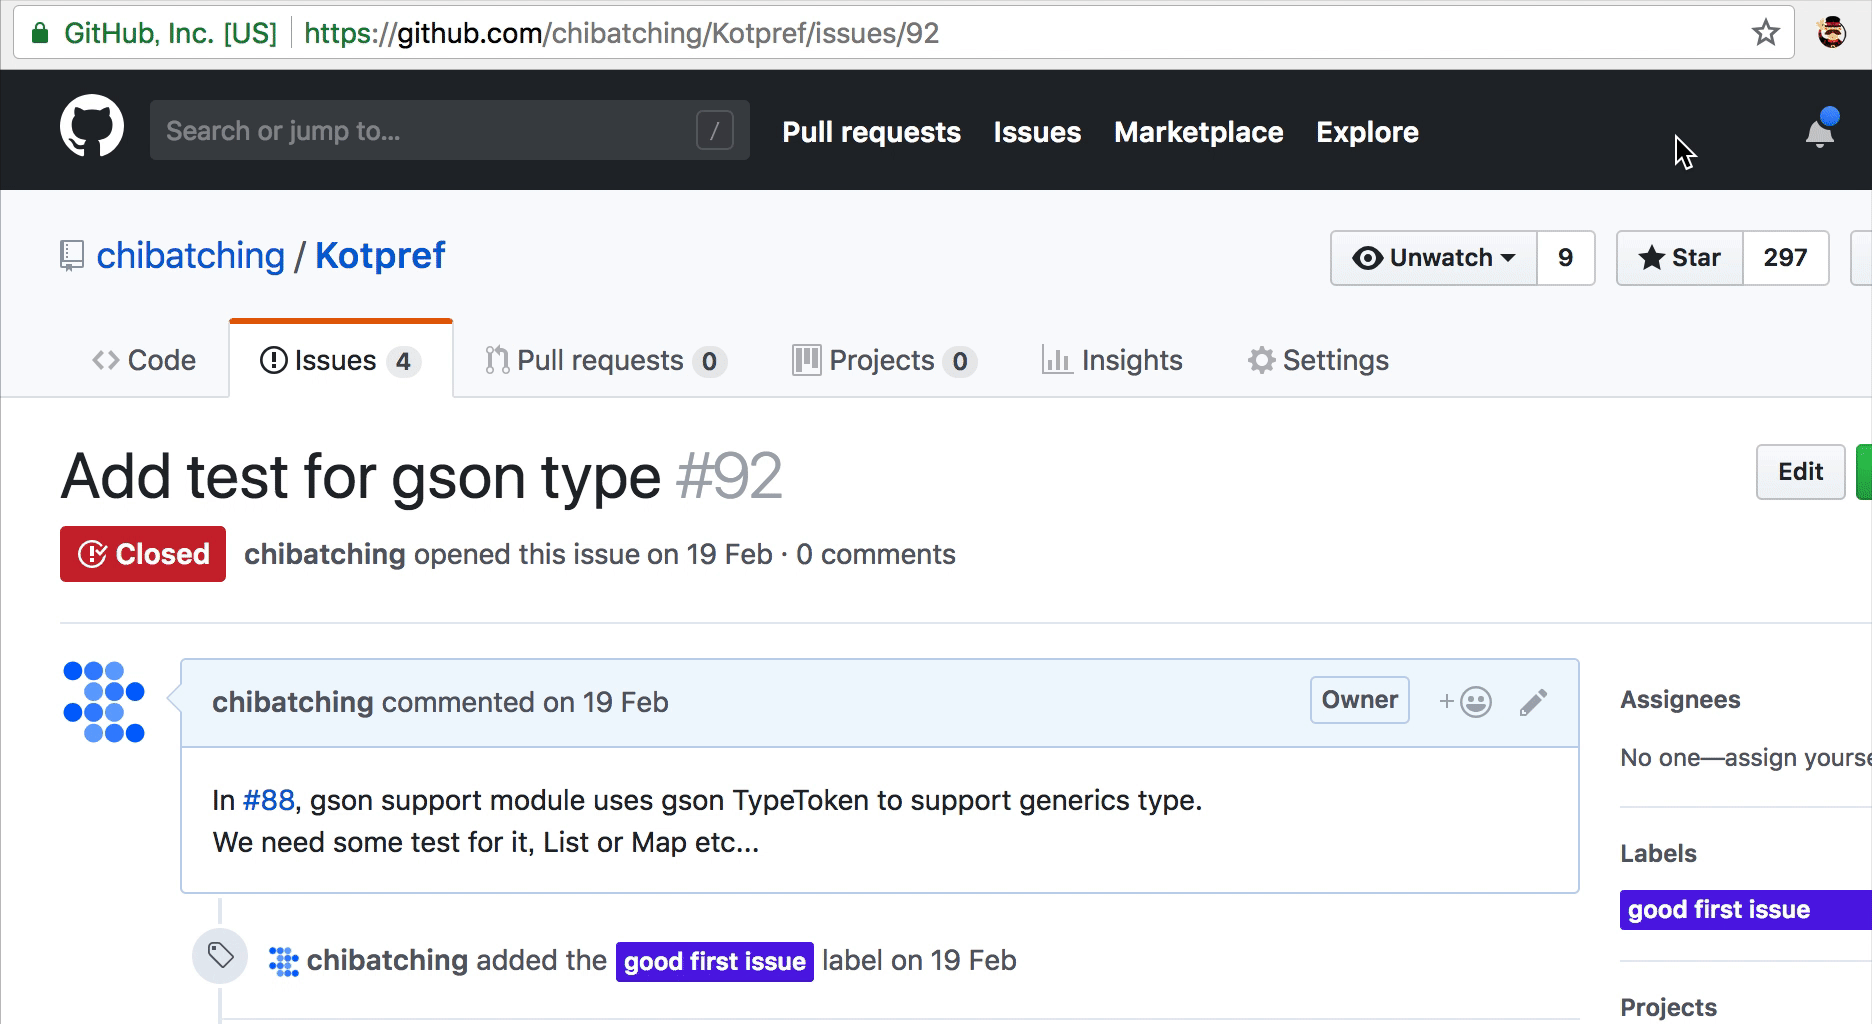 GitHub, Inc. [US] https://github.com/chibatching/Kotpref/issues/92
Search or jump to... / Pull requests Issues Marketplace Explore
chibatching / Kotpref Unwatch 9 Star 297
Code Issues 4 Pull requests 0 Projects 0 Insights Settings
Add test for gson type #92 Edit
Closed chibatching opened this issue on 19 Feb · 0 comments
chibatching commented on 19 Feb Owner +
In #88, gson support module uses gson TypeToken to support generics type.
We need some test for it, List or Map etc...
chibatching added the good first issue label on 19 Feb
Assignees
No one—assign yourse
Labels
good first issue
Projects